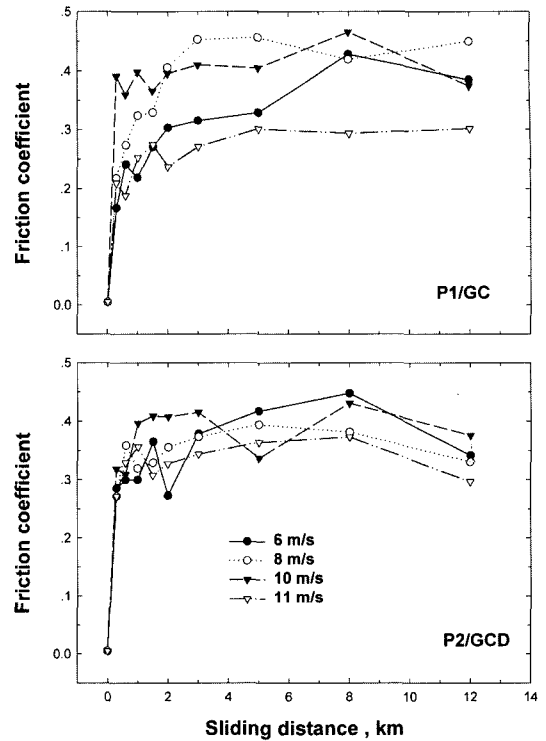 .5
.4
.3
.2
.1
0.0
Friction coefficient
P1/GC
.5
.4
.3
.2
.1
0.0
Friction coefficient
6 m/s
8 m/s
10 m/s
11 m/s
P2/GCD
-2 0 2 4 6 8 10 12 14
Sliding distance , km